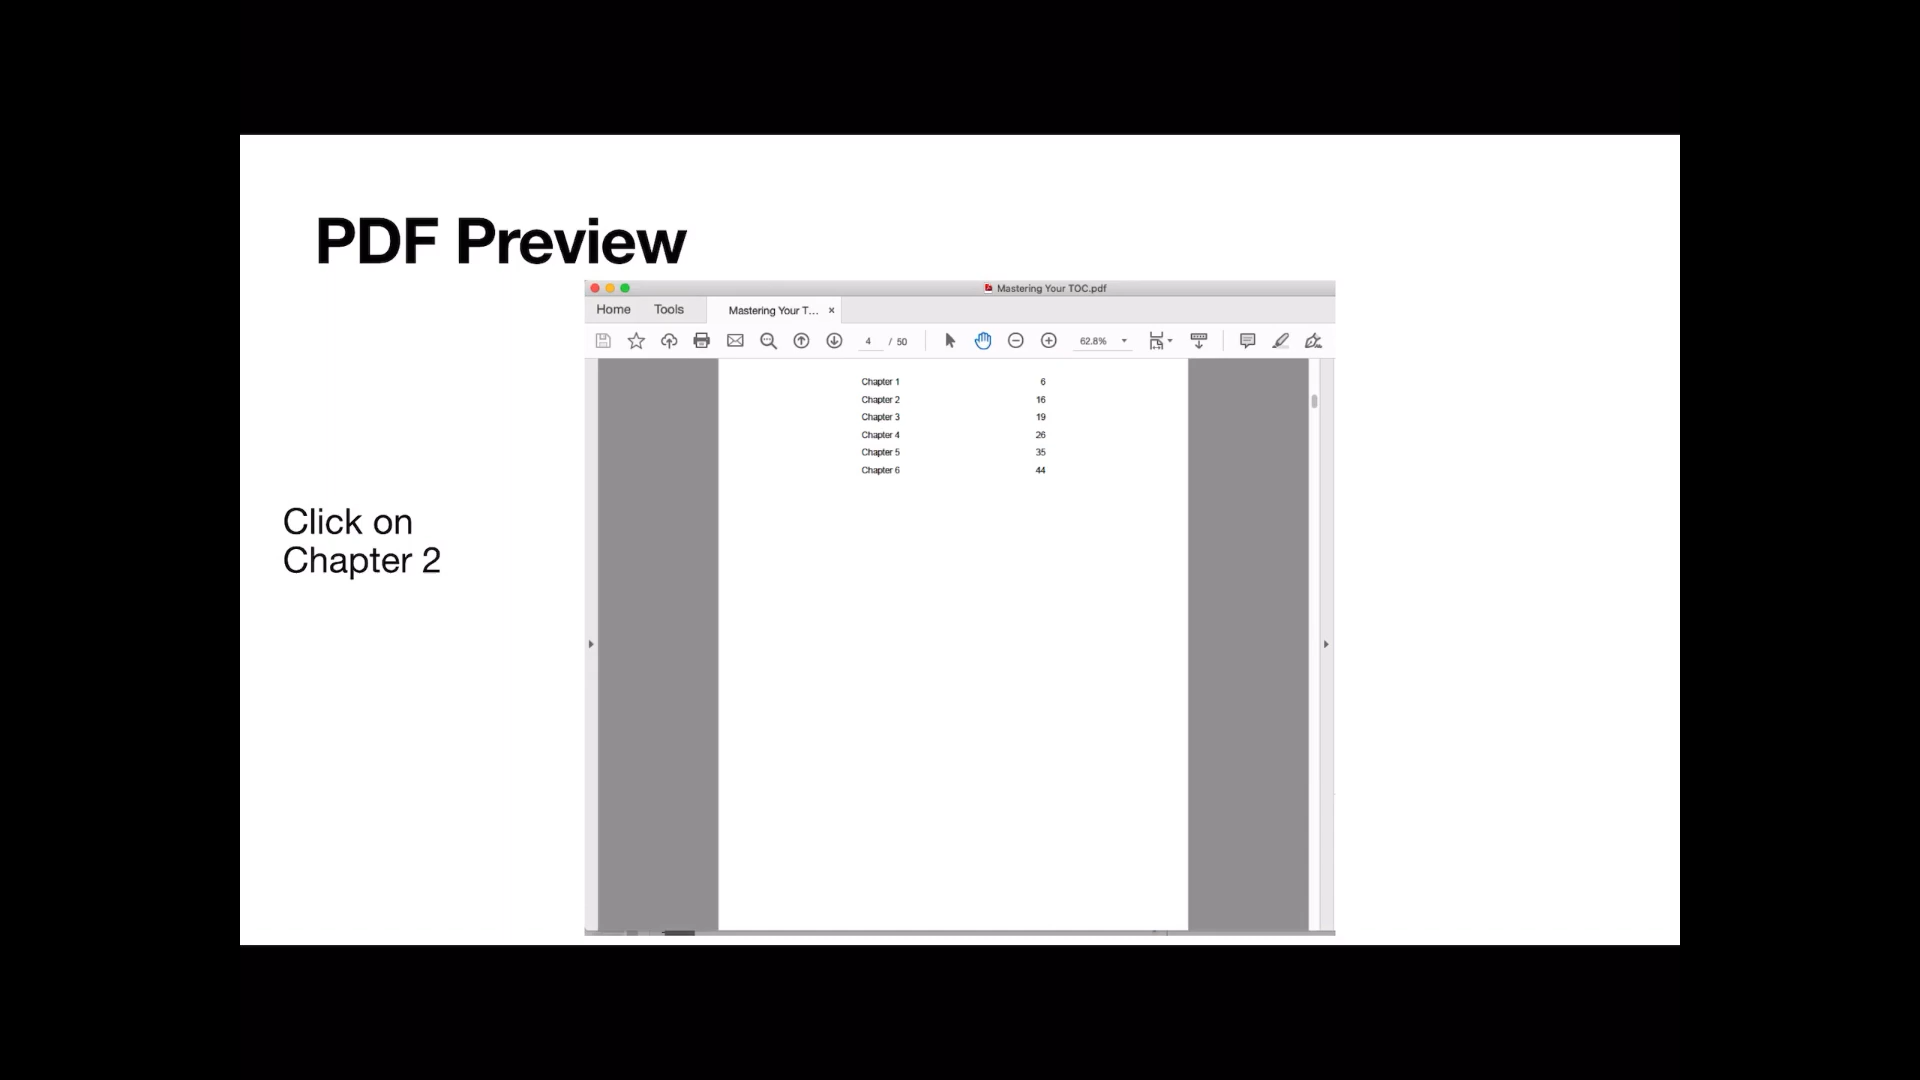 PDF Preview
Mastering Your TOC.pdf
Home Tools Mastering Your T... ×
4 / 50 62.8%
Chapter 1 6
Chapter 2 16
Chapter 3 19
Chapter 4 26
Chapter 5 35
Chapter 6 44
Click on
Chapter 2